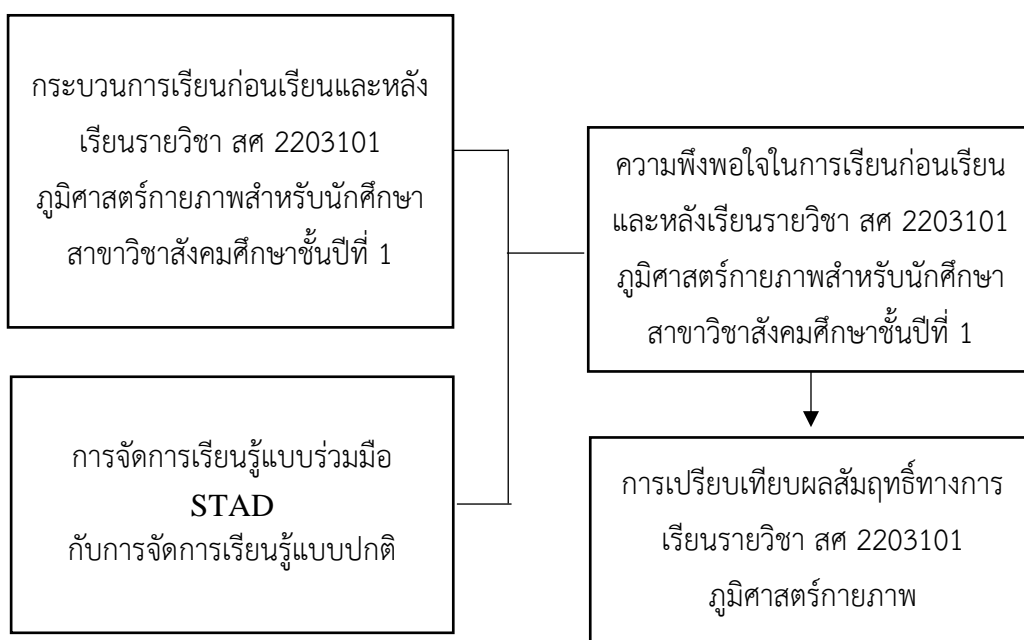 กระบวนการเรียนก่อนเรียนและหลัง
เรียนรายวิชา สศ 2203101
ภูมิศาสตร์กายภาพสำหรับนักศึกษา
สาขาวิชาสังคมศึกษาชั้นปีที่ 1
การจัดการเรียนรู้แบบร่วมมือ
STAD
กับการจัดการเรียนรู้แบบปกติ
ความพึงพอใจในการเรียนก่อนเรียน
และหลังเรียนรายวิชา สศ 2203101
ภูมิศาสตร์กายภาพสำหรับนักศึกษา
สาขาวิชาสังคมศึกษาชั้นปีที่ 1
การเปรียบเทียบผลสัมฤทธิ์ทางการ
เรียนรายวิชา สศ 2203101
ภูมิศาสตร์กายภาพ